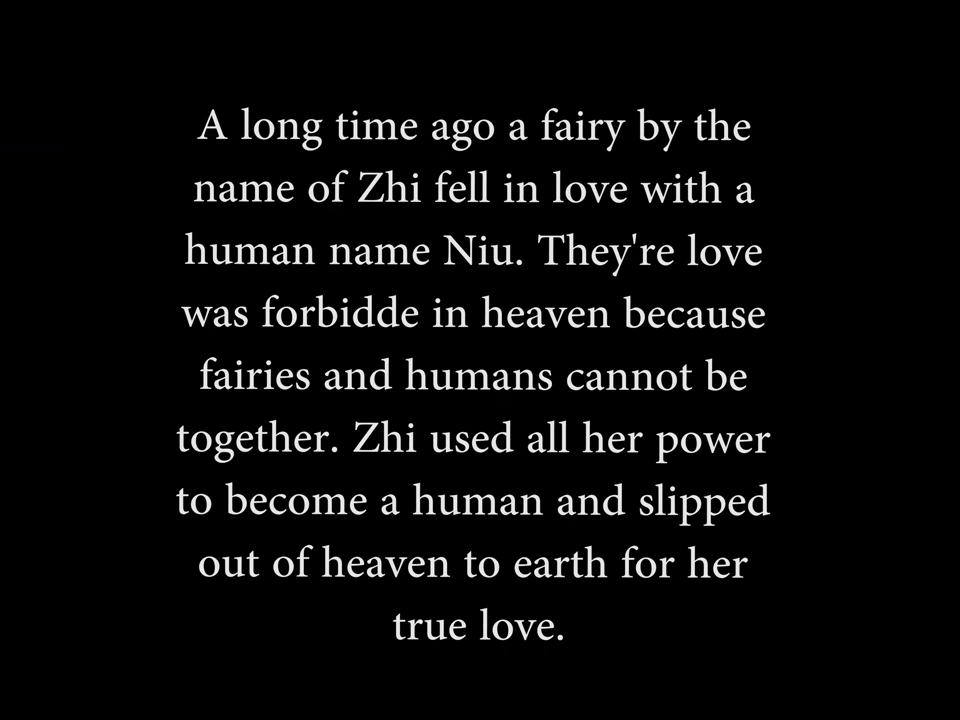 A long time ago a fairy by the
name of Zhi fell in love with a
human name Niu. They're love
was forbidde in heaven because
fairies and humans cannot be
together. Zhi used all her power
to become a human and slipped
out of heaven to earth for her
true love.